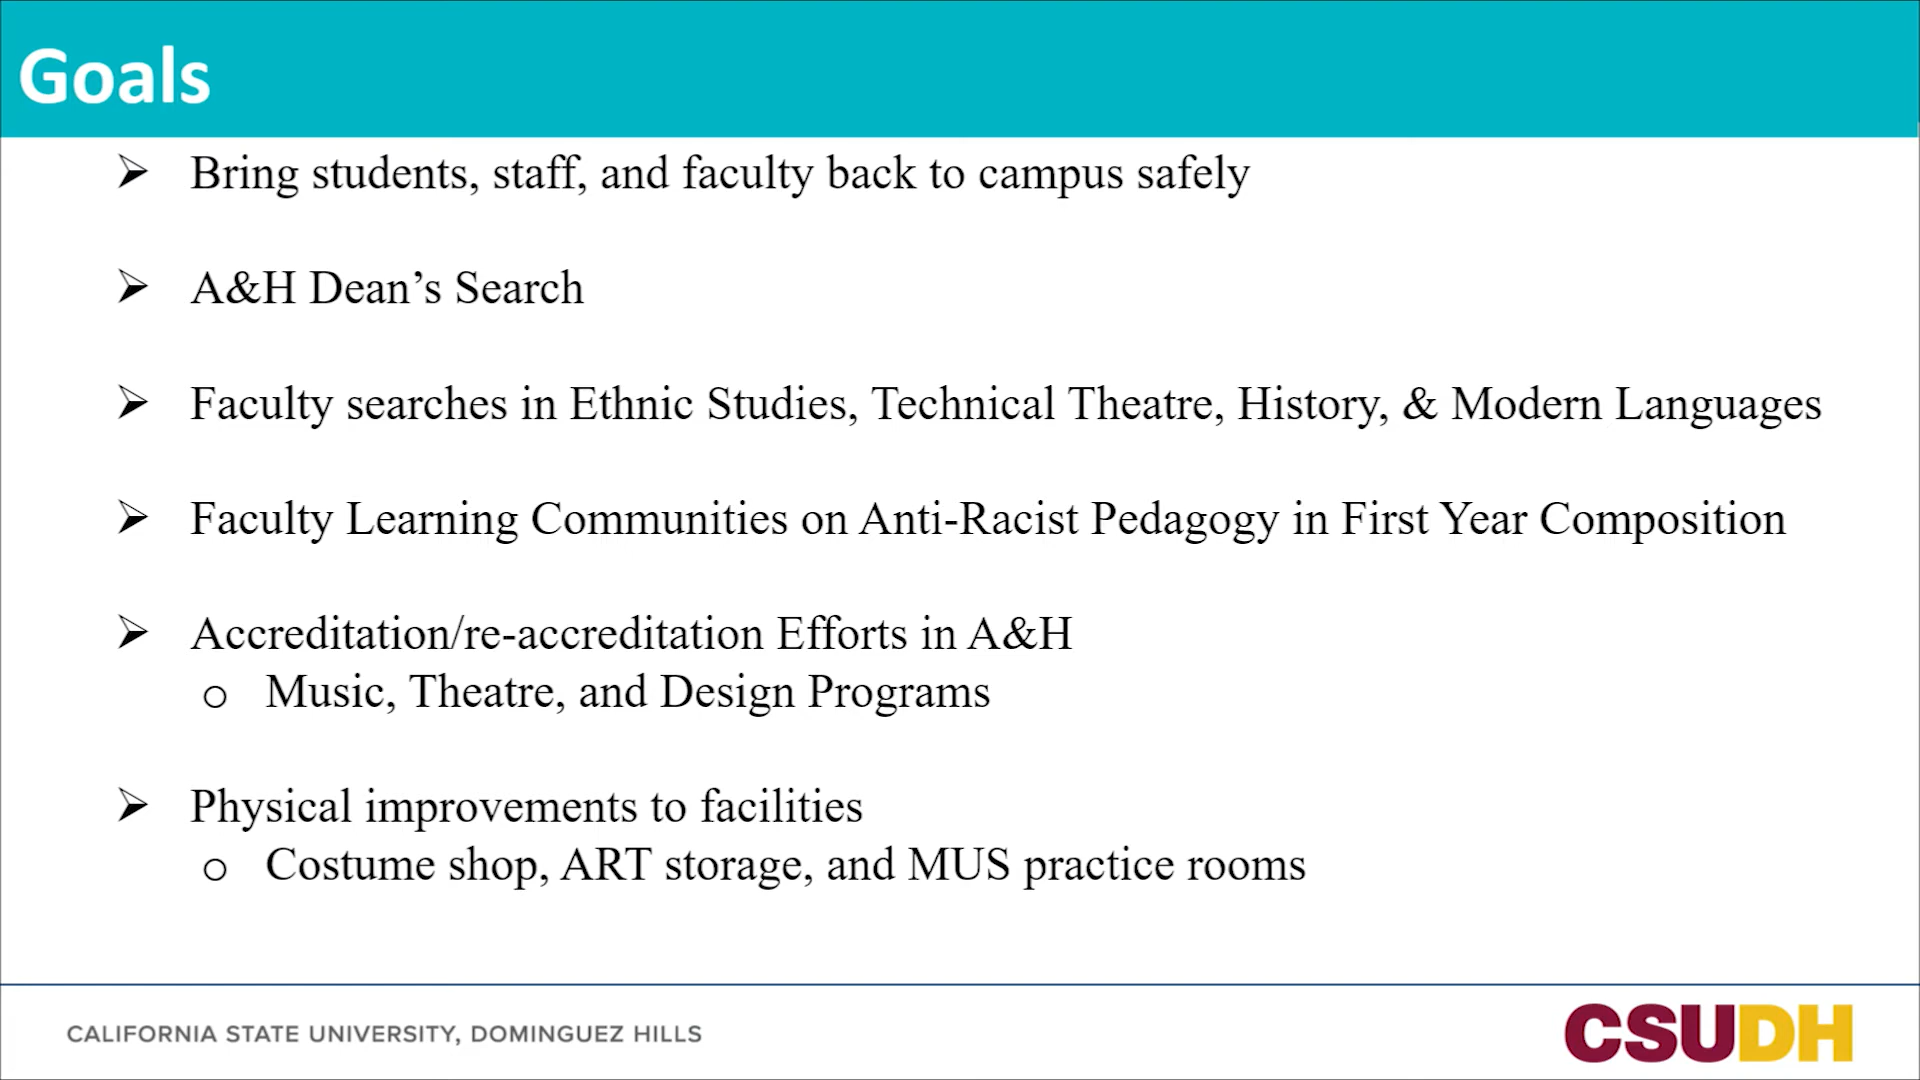 Goals
➢ Bring students, staff, and faculty back to campus safely
➢ A&H Dean’s Search
➢ Faculty searches in Ethnic Studies, Technical Theatre, History, & Modern Languages
➢ Faculty Learning Communities on Anti-Racist Pedagogy in First Year Composition
➢ Accreditation/re-accreditation Efforts in A&H
o Music, Theatre, and Design Programs
➢ Physical improvements to facilities
o Costume shop, ART storage, and MUS practice rooms
CALIFORNIA STATE UNIVERSITY, DOMINGUEZ HILLS
CSUDH